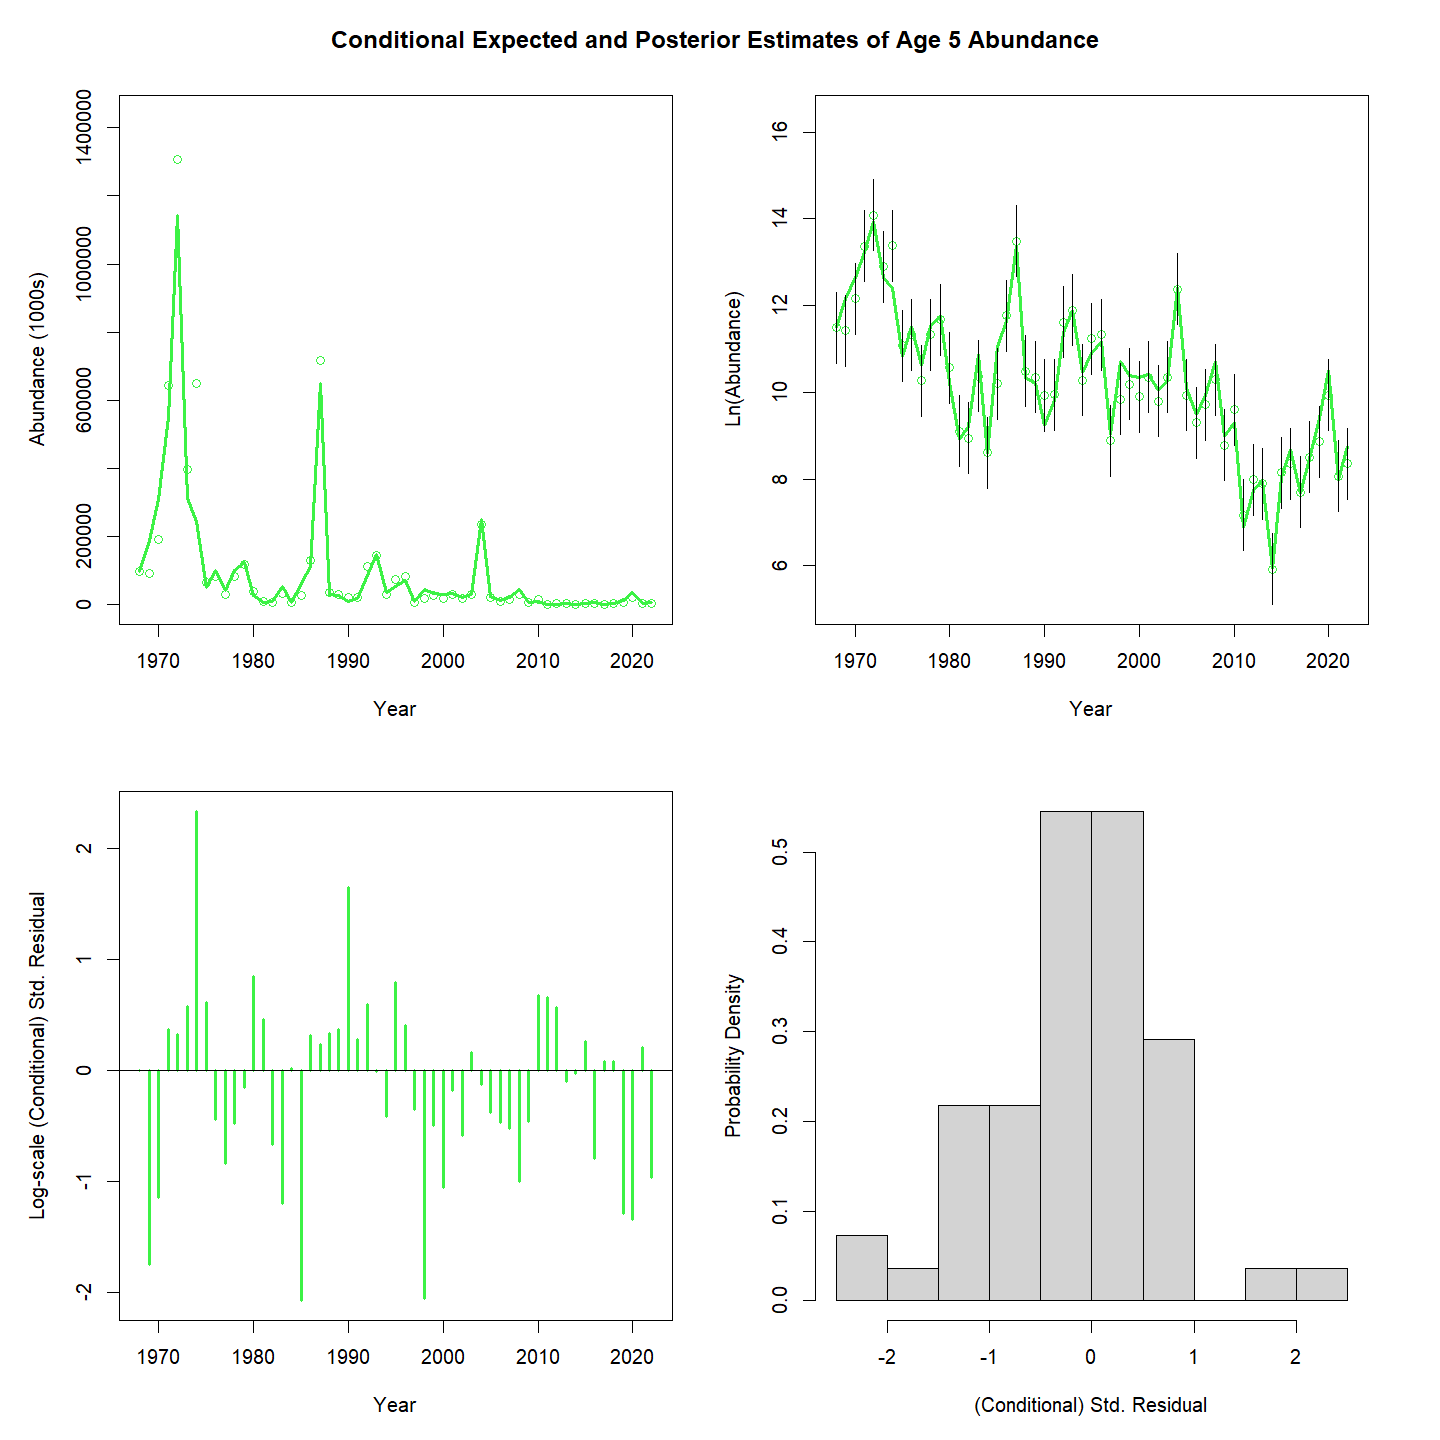 Conditional Expected and Posterior Estimates of Age 5 Abundance
Abundance (1000s)
1400000
1000000
600000
200000
0
1970 1980 1990 2000 2010 2020
Year
Ln(Abundance)
16
14
12
10
8
6
1970 1980 1990 2000 2010 2020
Year
Log-scale (Conditional) Std. Residual
2
1
0
-1
-2
1970 1980 1990 2000 2010 2020
Year
Probability Density
0.5
0.4
0.3
0.2
0.1
0.0
-2 -1 0 1 2
(Conditional) Std. Residual